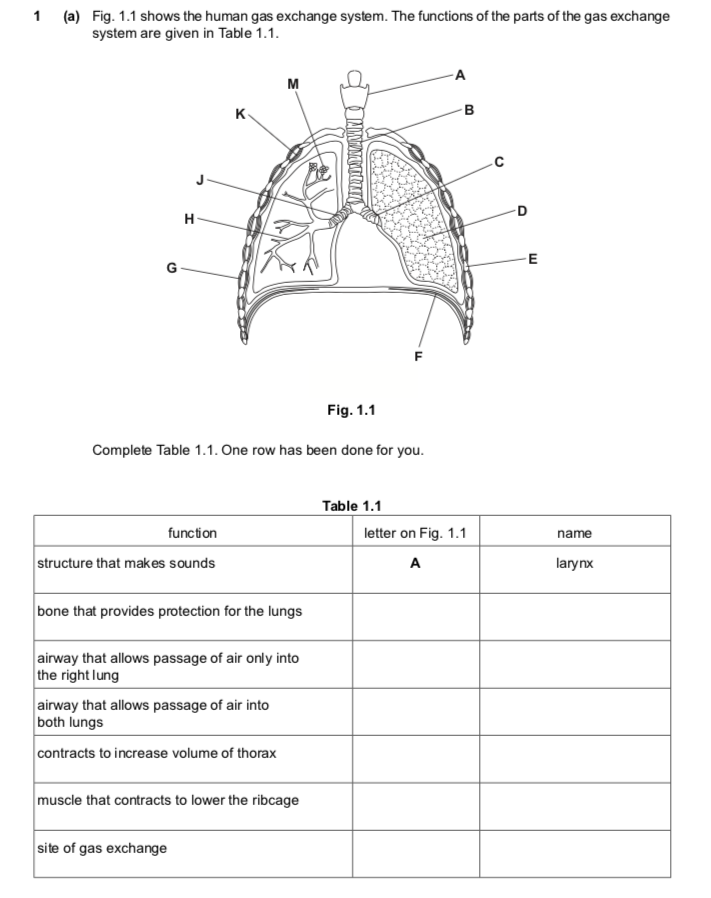 1 (a) Fig. 1.1 shows the human gas exchange system. The functions of the parts of the gas exchange
system are given in Table 1.1.
A
M
B
K
C
J
D
H
E
G
F
Fig. 1.1
Complete Table 1.1. One row has been done for you.
Table 1.1
function letter on Fig. 1.1 name
structure that makes sounds A larynx
bone that provides protection for the lungs
airway that allows passage of air only into
the right lung
airway that allows passage of air into
both lungs
contracts to increase volume of thorax
muscle that contracts to lower the ribcage
site of gas exchange